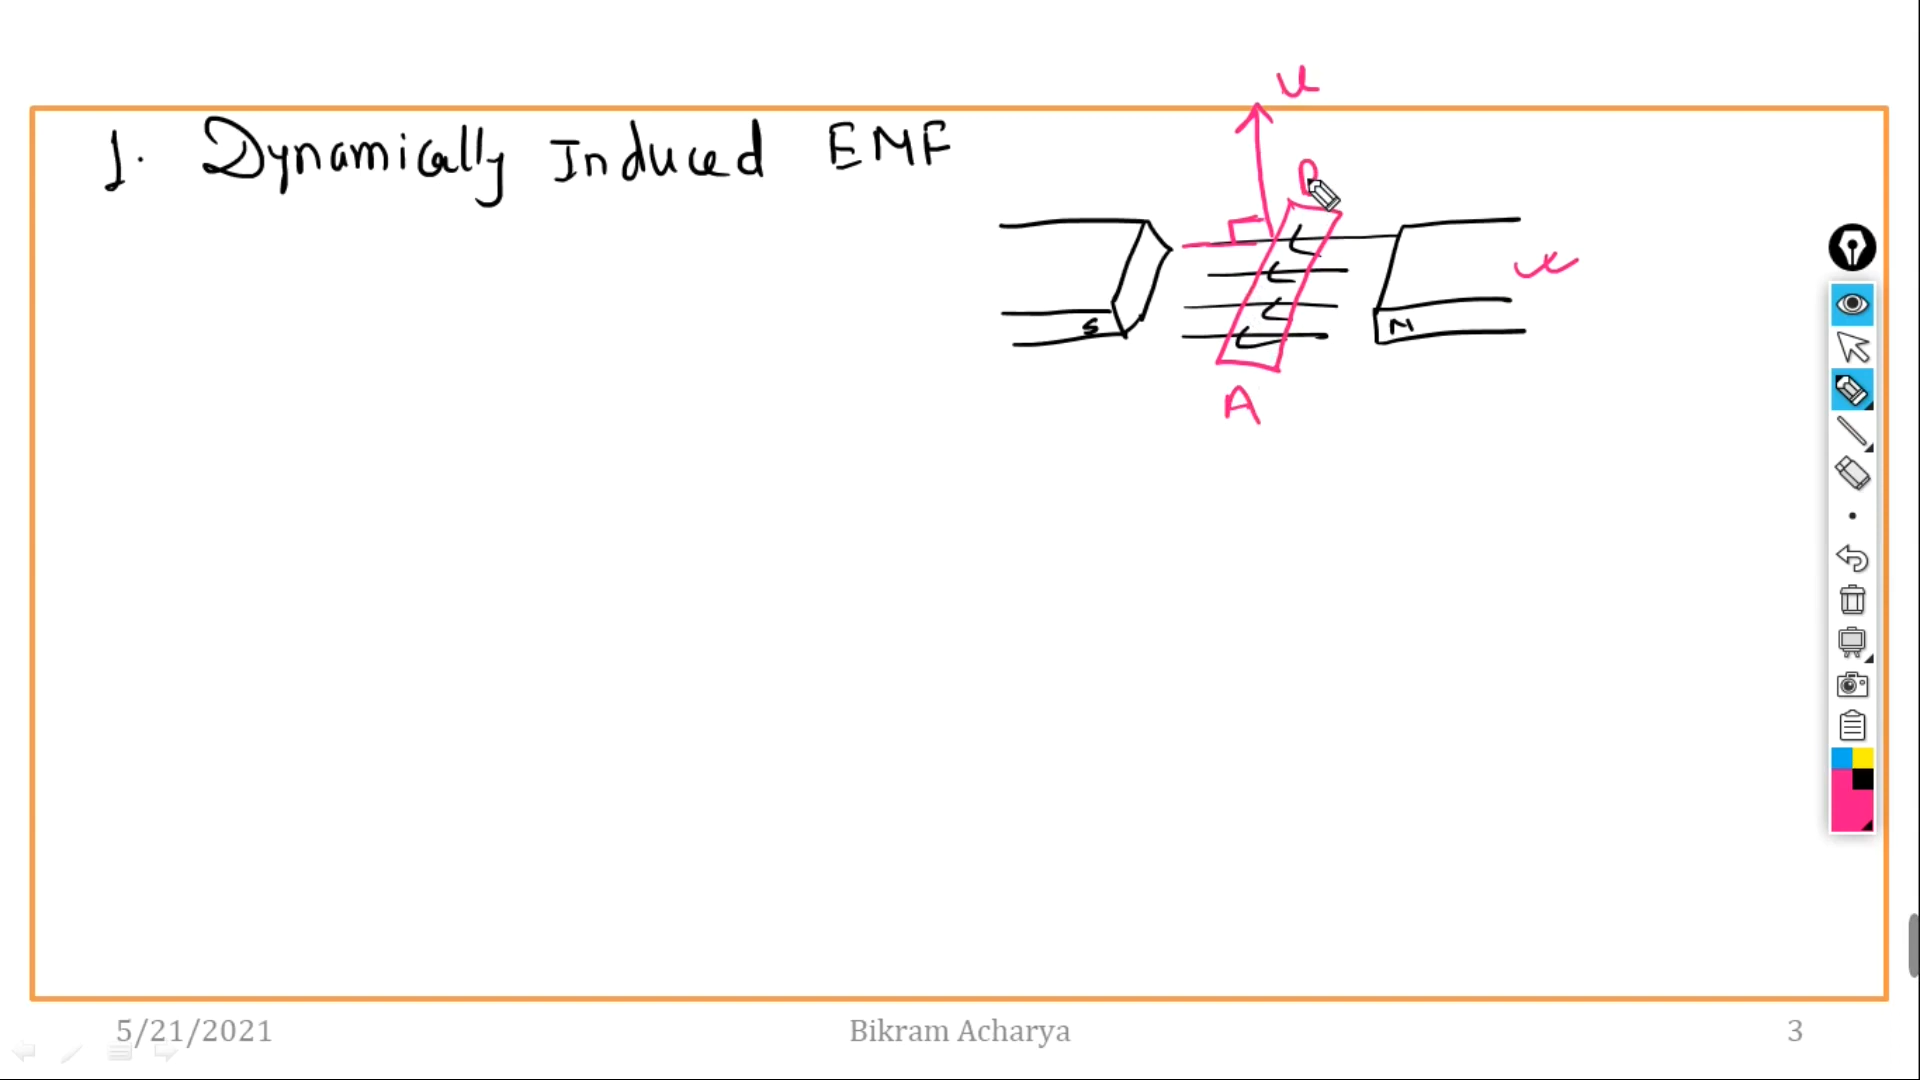 1. Dynamically Induced EMF
u
B
S
N
A
5/21/2021
Bikram Acharya
3